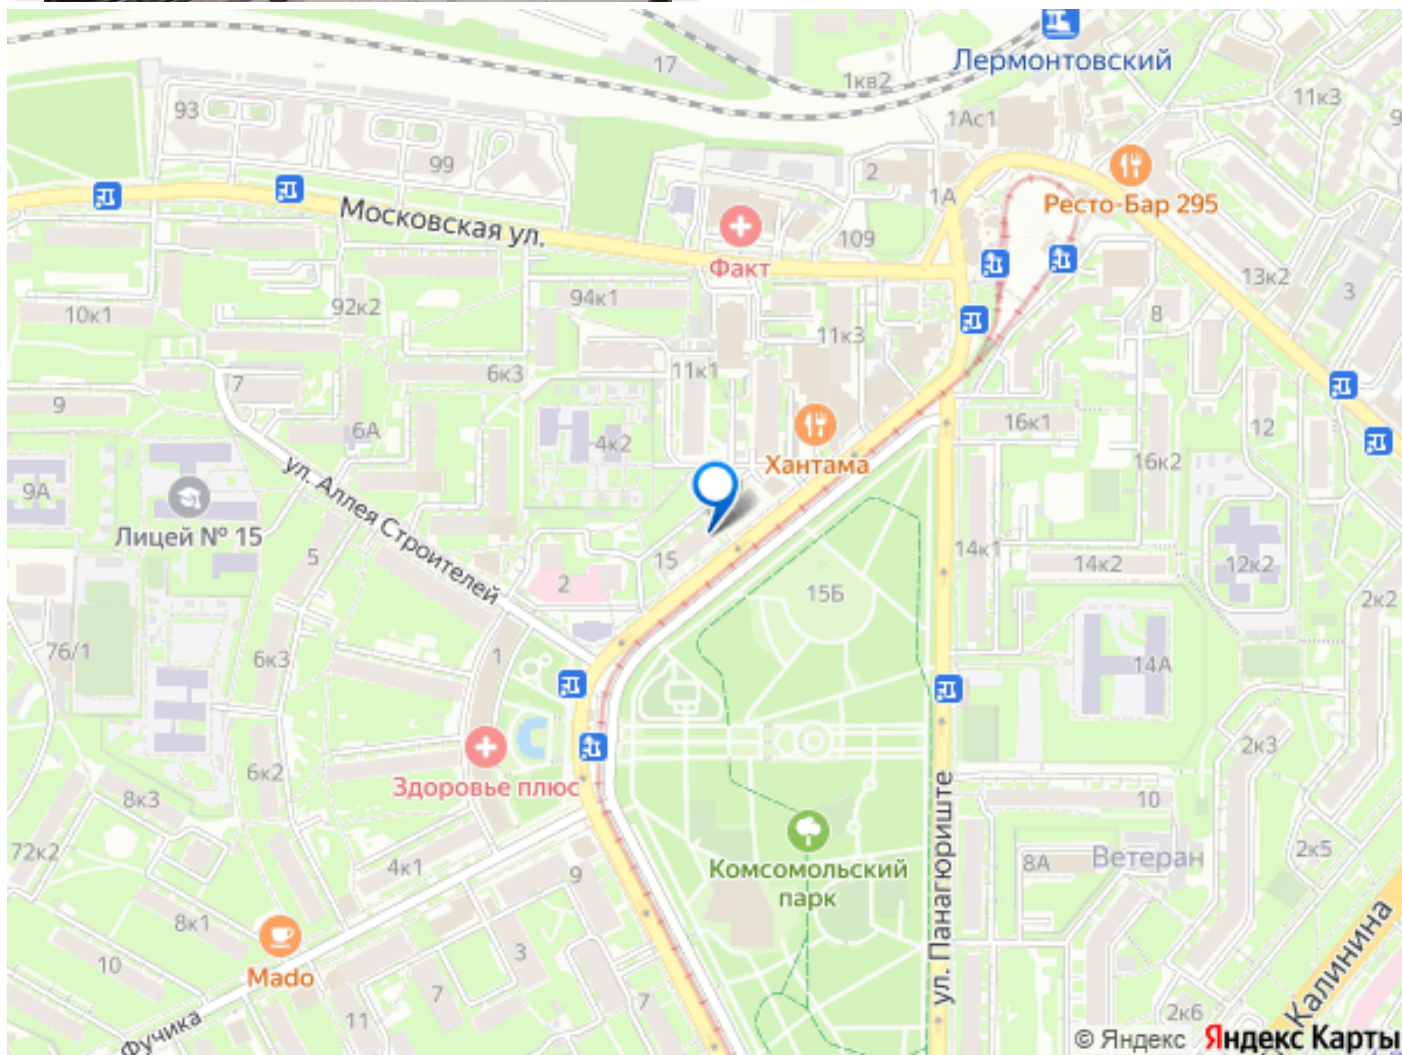 17
1кв2
Лермонтовский
11к3
9
93
99
1Ас1
2
1А
Ресто-Бар 295
Московская ул.
109
Факт
13к2
3
10к1
92к2
94к1
11к3
8
6к3
11к1
7
9
6А
4к2
16к1
12
Хантама
16к2
9А
Лицей № 15
ул. Аллея Строителей
5
15
2
14к1
14к2
12к2
15Б
2к2
76/1
6к3
1
14А
6к2
2к3
Здоровье плюс
8к3
10
ул. Панагюриште
72к2
4к1
9
Комсомольский
парк
8А
Ветеран
2к5
8к1
Mado
3
10
7
7
11
Фучика
2к6
Калинина
© Яндекс Яндекс Карты